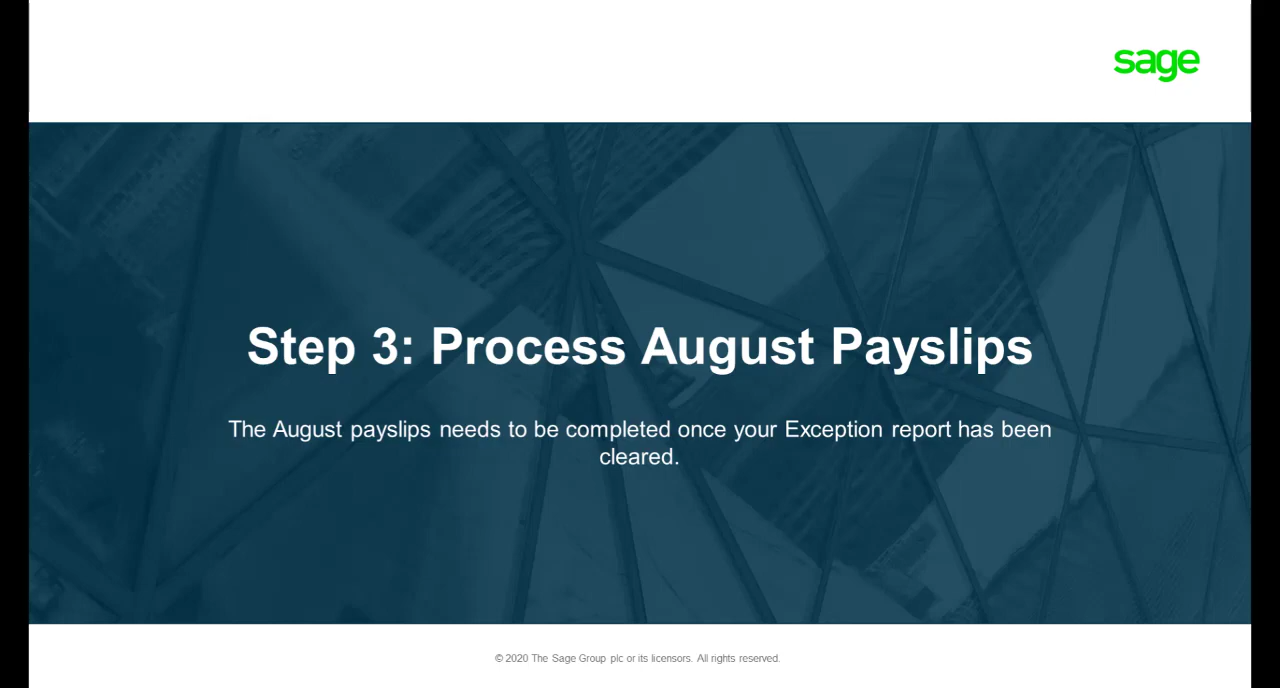 sage
Step 3: Process August Payslips
The August payslips needs to be completed once your Exception report has been
cleared.
© 2020 The Sage Group plc or its licensors. All rights reserved.